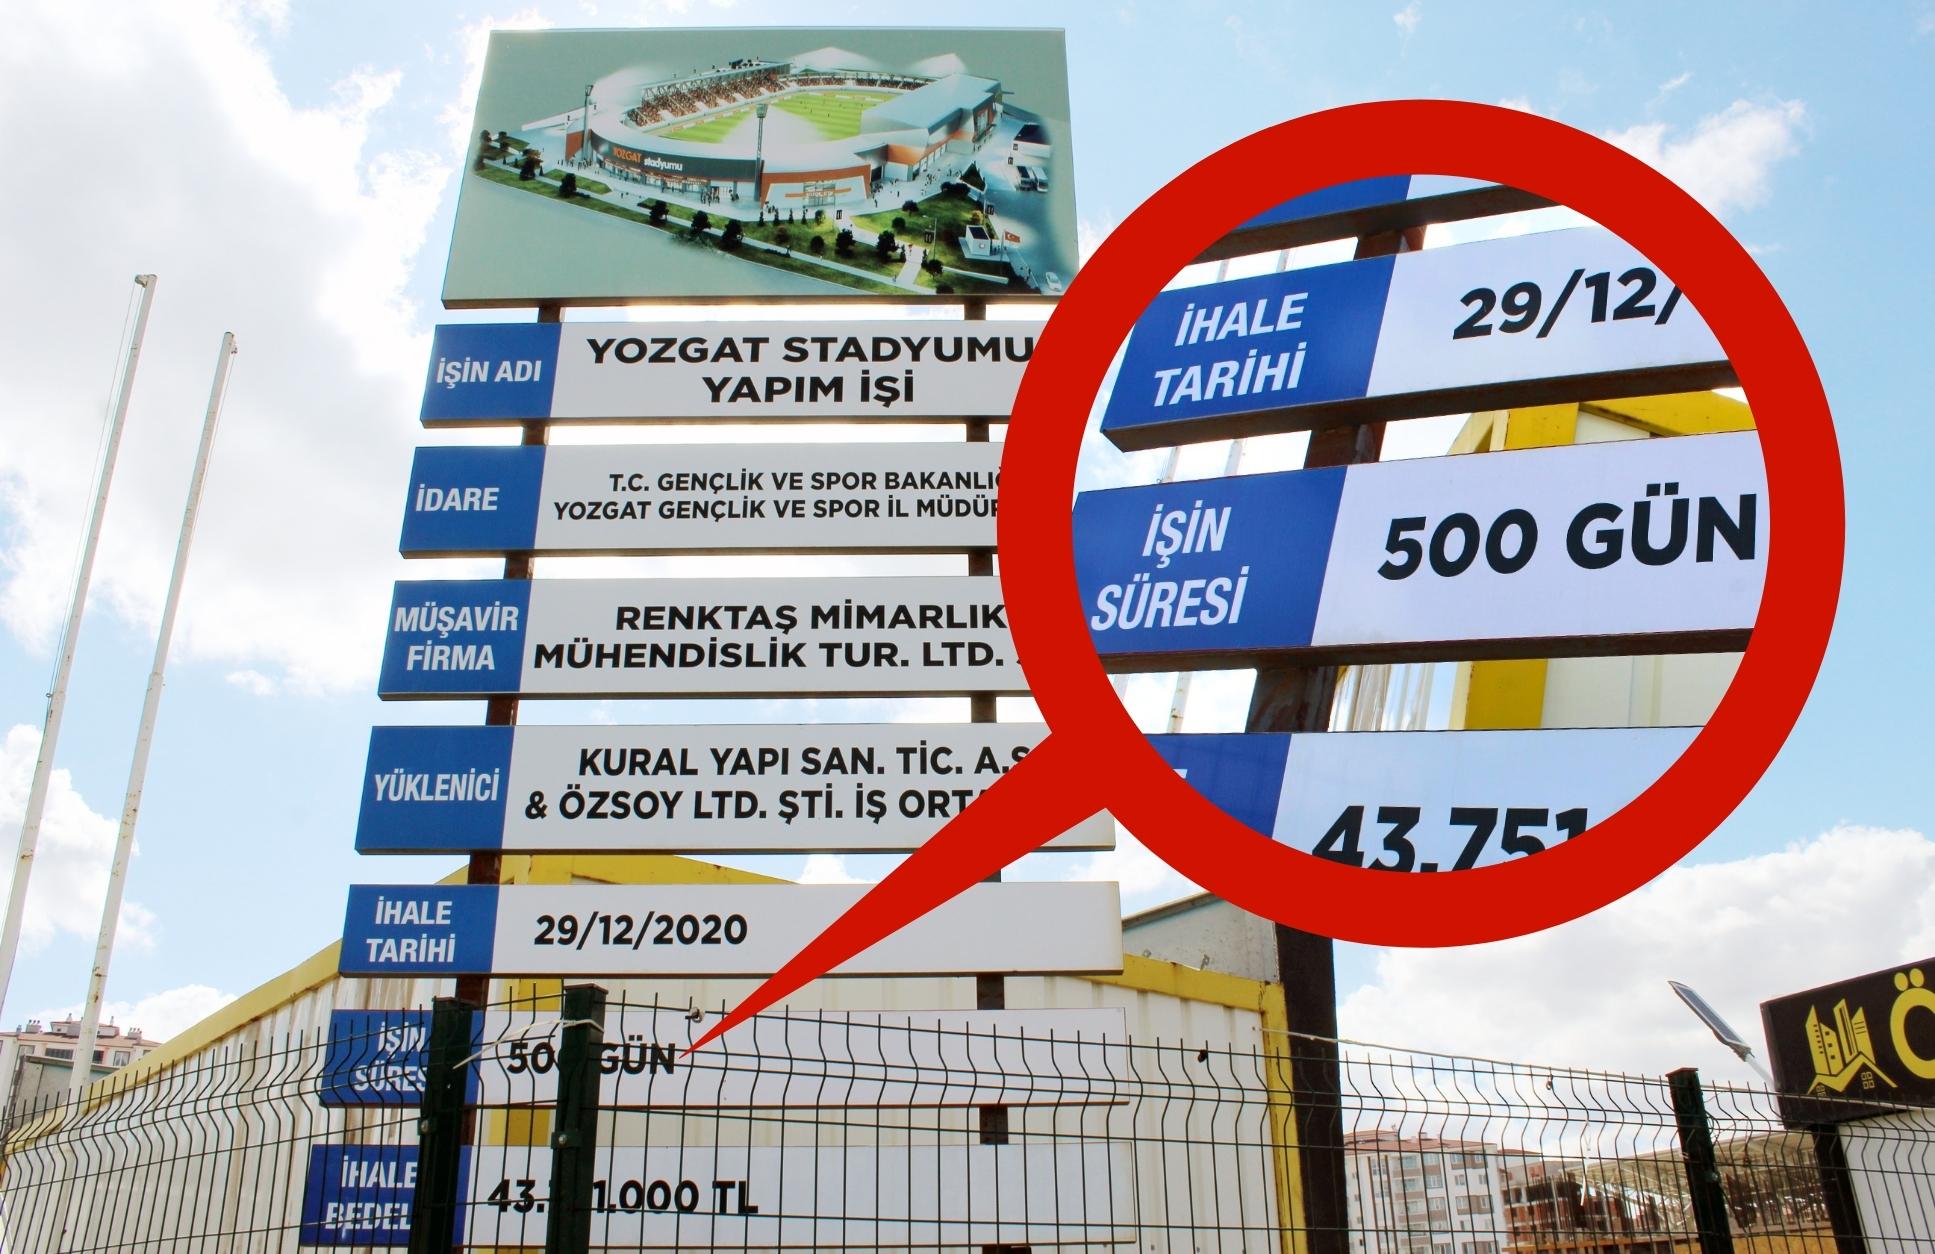 YOZGAT stadyumu
İŞİN ADI
YOZGAT STADYUMU
YAPIM İŞİ
İDARE
T.C. GENÇLİK VE SPOR
YOZGAT GENÇLİK VE SPOR İL
MÜŞAVİR
FİRMA
RENKTAŞ MİMARLIK
MÜHENDİSLİK TUR. LTD.
YÜKLENİCİ
KURAL YAPI SAN. TİC. A.Ş
& ÖZSOY LTD. ŞTİ. İŞ
İHALE
TARİHİ
29/12/2020
İŞİN
SÜRESİ
500 GÜN
İHALE
BEDELİ
43.751.000 TL
İHALE
TARİHİ
29/12/
İŞİN
SÜRESİ
500 GÜN
43.751
Ö